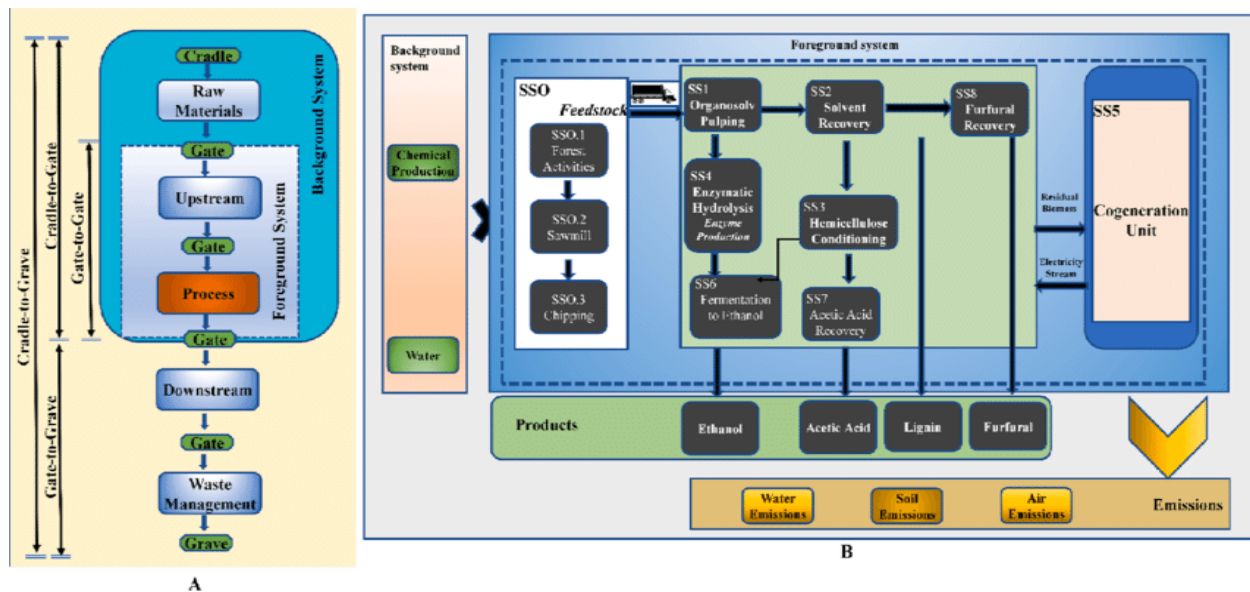 Cradle
Raw
Materials
Gate
Upstream
Gate
Process
Gate
Downstream
Gate
Waste
Management
Grave
Background System
Foreground System
Cradle-to-Grave
Cradle-to-Gate
Gate-to-Gate
Gate-to-Grave
A
Background
system
Chemical
Production
Water
Foreground system
SSO
Feedstock
SSO.1
Forest
Activities
SSO.2
Sawmill
SSO.3
Chipping
SS1
Organosolv
Pulping
SS2
Solvent
Recovery
SS8
Furfural
Recovery
SS4
Enzymatic
Hydrolysis
Enzyme
Production
SS3
Hemicellulose
Conditioning
SS6
Fermentation
to Ethanol
SS7
Acetic Acid
Recovery
Residual
Biomass
Electricity
Stream
SS5
Cogeneration
Unit
Products
Ethanol
Acetic Acid
Lignin
Furfural
Water
Emissions
Soil
Emissions
Air
Emissions
Emissions
B